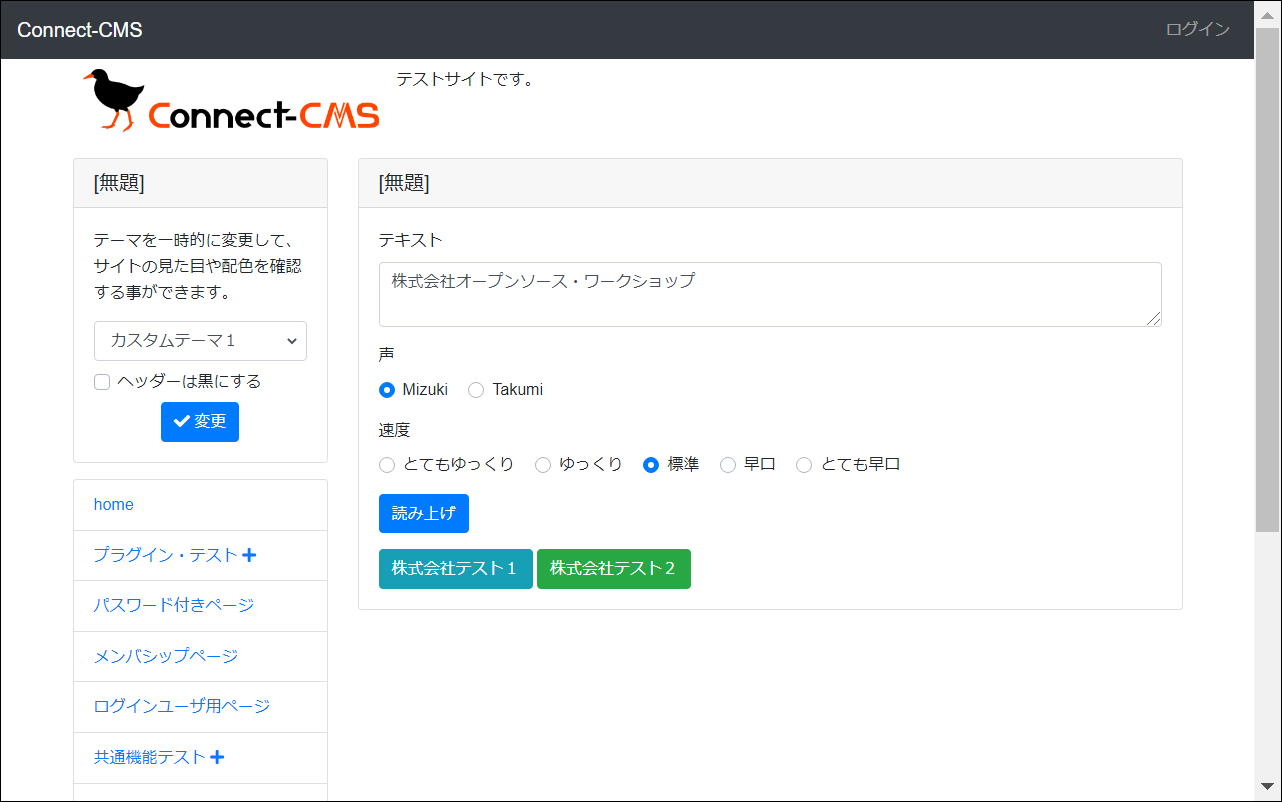 Connect-CMS
ログイン
Connect-CMS
テストサイトです。
[無題]
テーマを一時的に変更して、
サイトの見た目や配色を確認
する事ができます。
カスタムテーマ１
ヘッダーは黒にする
変更
home
プラグイン・テスト
パスワード付きページ
メンバシップページ
ログインユーザ用ページ
共通機能テスト
[無題]
テキスト
株式会社オープンソース・ワークショップ
声
Mizuki Takumi
速度
とてもゆっくり ゆっくり 標準 早口 とても早口
読み上げ
株式会社テスト１ 株式会社テスト２